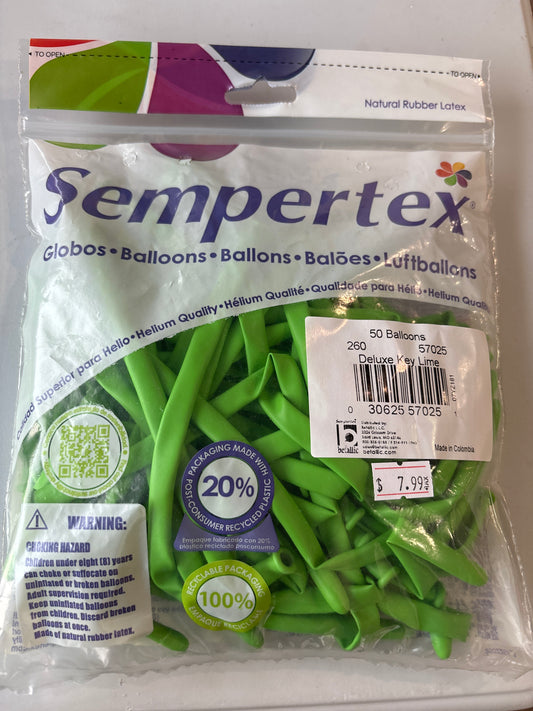 TO OPEN
TO OPEN
Natural Rubber Latex
Sempertex
Globos • Balloons • Ballons • Balões • Luftballons
Calidad Superior para Helio • Helium Quality • Hélium Qualité • Qualidade para Hélio • Helium Quality
50 Balloons
260 57025
Deluxe Key Lime
0 30625 57025
Distributed by:
betallic
betallic.com
Made in Colombia
$ 7.99
PACKAGING MADE WITH
20%
POST-CONSUMER RECYCLED PLASTIC
Empaque fabricado con 20%
plástico reciclado posconsumo
RECYCLABLE PACKAGING
100%
EMPAQUE RECICLABLE
WARNING:
CHOKING HAZARD
Children under eight (8) years
can choke or suffocate on
uninflated or broken balloons.
Adult supervision required.
Keep uninflated balloons
from children. Discard broken
balloons at once.
Made of natural rubber latex.